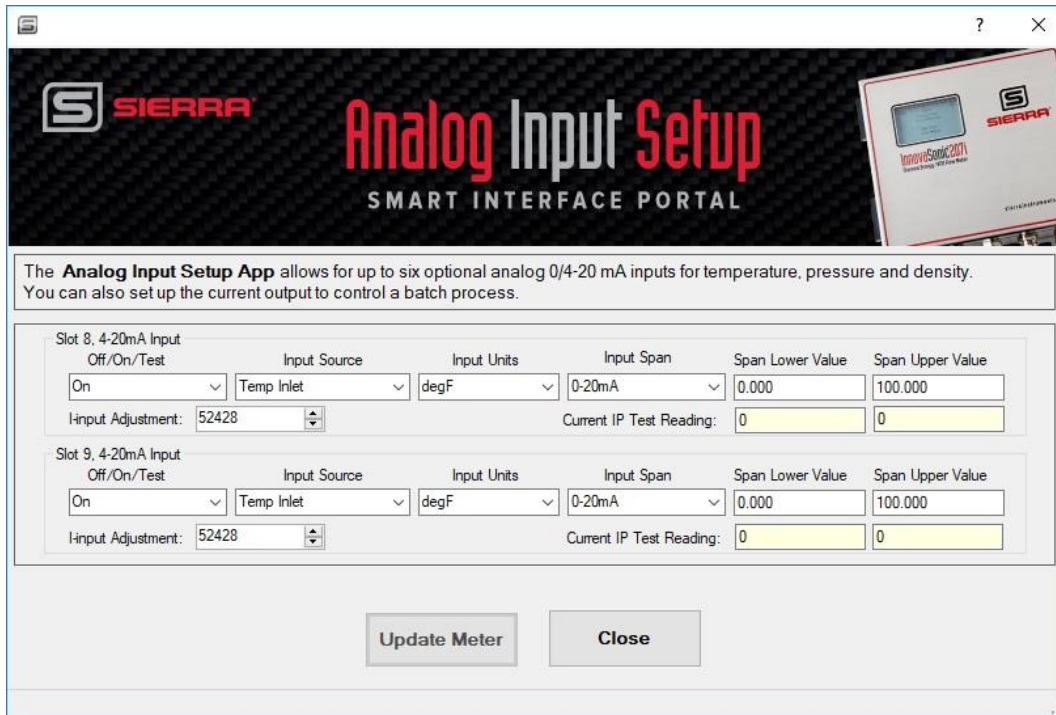 ?
SIERRA
Analog Input Setup
SMART INTERFACE PORTAL
SIERRA
InnovaSonic207i
The Analog Input Setup App allows for up to six optional analog 0/4-20 mA inputs for temperature, pressure and density.
You can also set up the current output to control a batch process.
Slot 8, 4-20mA Input
Off/On/Test Input Source Input Units Input Span Span Lower Value Span Upper Value
On Temp Inlet degF 0-20mA 0.000 100.000
I-input Adjustment: 52428 Current IP Test Reading: 0 0
Slot 9, 4-20mA Input
Off/On/Test Input Source Input Units Input Span Span Lower Value Span Upper Value
On Temp Inlet degF 0-20mA 0.000 100.000
I-input Adjustment: 52428 Current IP Test Reading: 0 0
Update Meter Close